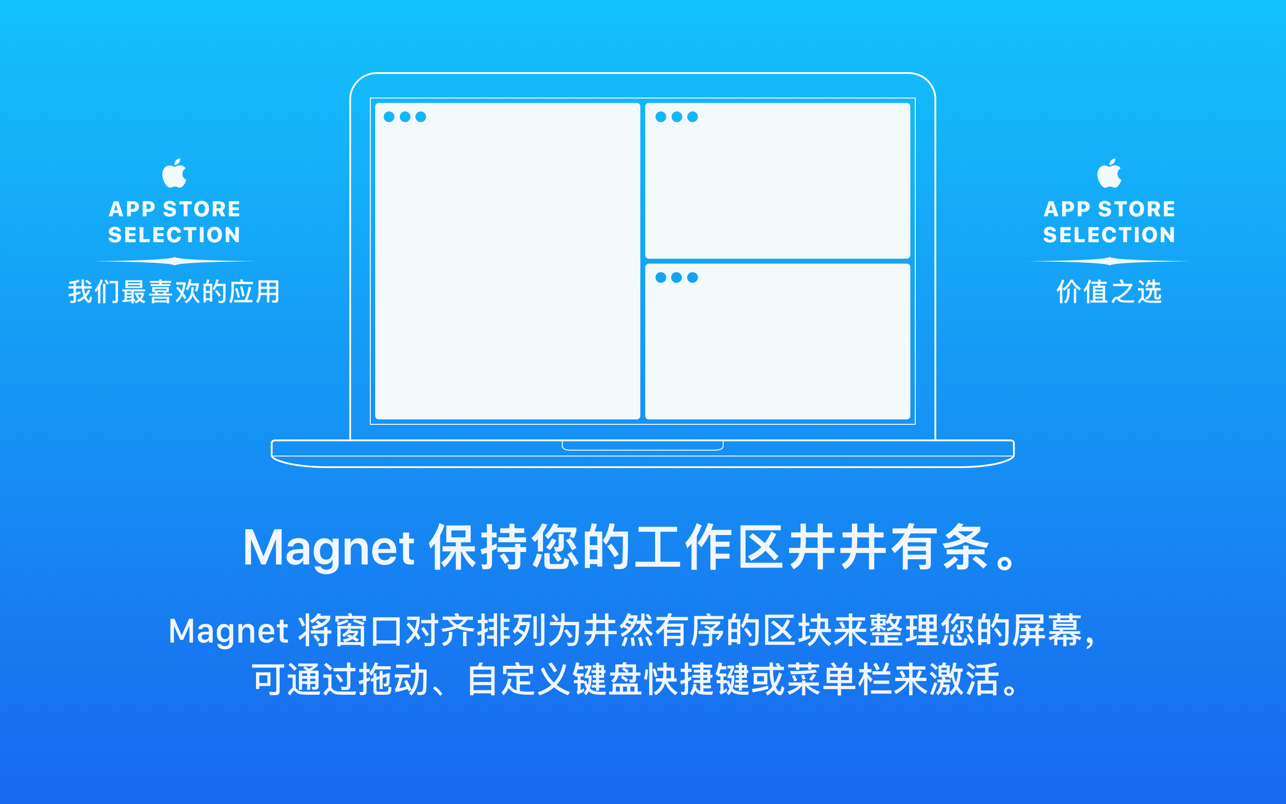 APP STORE
SELECTION
我们最喜欢的应用
APP STORE
SELECTION
价值之选
Magnet 保持您的工作区井井有条。
Magnet 将窗口对齐排列为井然有序的区块来整理您的屏幕，
可通过拖动、自定义键盘快捷键或菜单栏来激活。